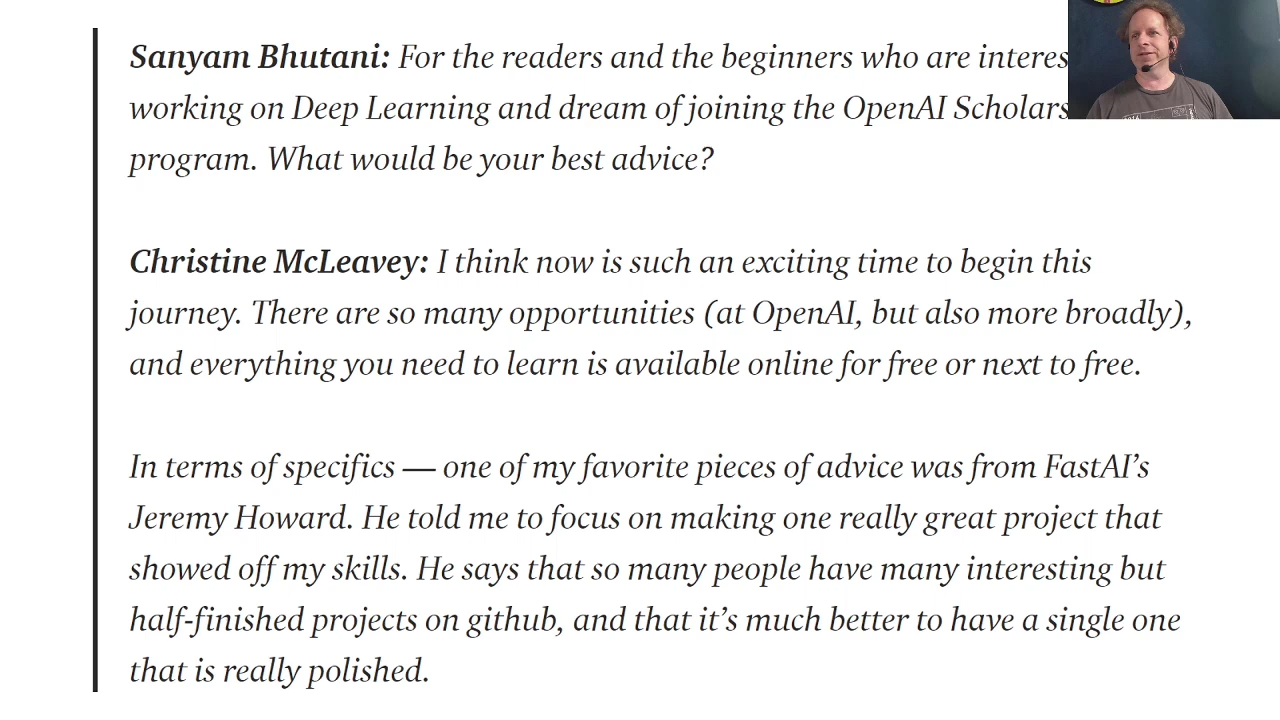 Sanyam Bhutani: For the readers and the beginners who are interes
working on Deep Learning and dream of joining the OpenAI Scholars
program. What would be your best advice?
Christine McLeavey: I think now is such an exciting time to begin this
journey. There are so many opportunities (at OpenAI, but also more broadly),
and everything you need to learn is available online for free or next to free.
In terms of specifics — one of my favorite pieces of advice was from FastAI’s
Jeremy Howard. He told me to focus on making one really great project that
showed off my skills. He says that so many people have many interesting but
half-finished projects on github, and that it’s much better to have a single one
that is really polished.